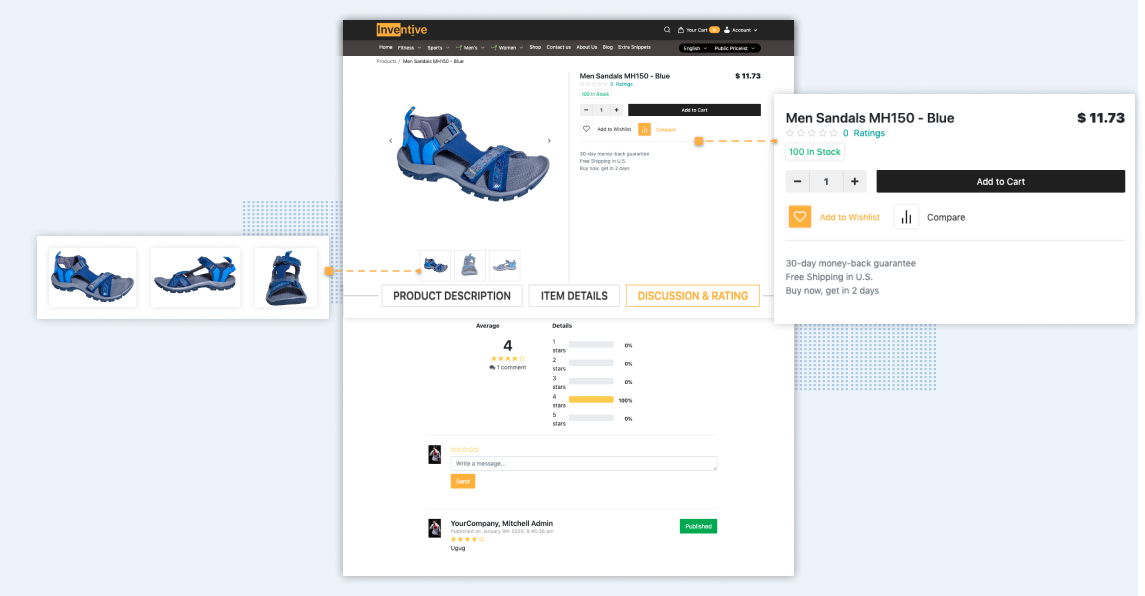 Inventive
Your Cart
Account
Home Fitness Sports Men's Women Shop Contact us About Us Blog Extra Snippets English Public Pricelist
Products / Men Sandals MH150 - Blue
Men Sandals MH150 - Blue $ 11.73
0 Ratings
100 In Stock
- 1 + Add to Cart
Add to Wishlist Compare
30-day money-back guarantee
Free Shipping in U.S.
Buy now, get in 2 days
Men Sandals MH150 - Blue $ 11.73
0 Ratings
100 In Stock
- 1 + Add to Cart
Add to Wishlist Compare
30-day money-back guarantee
Free Shipping in U.S.
Buy now, get in 2 days
PRODUCT DESCRIPTION ITEM DETAILS DISCUSSION & RATING
Average Details
4
1 comment
1 stars 0%
2 stars 0%
3 stars 0%
4 stars 100%
5 stars 0%
Write a message...
Send
YourCompany, Mitchell Admin Published
Published on January 9th 2020, 9:45:36 pm
Ugug